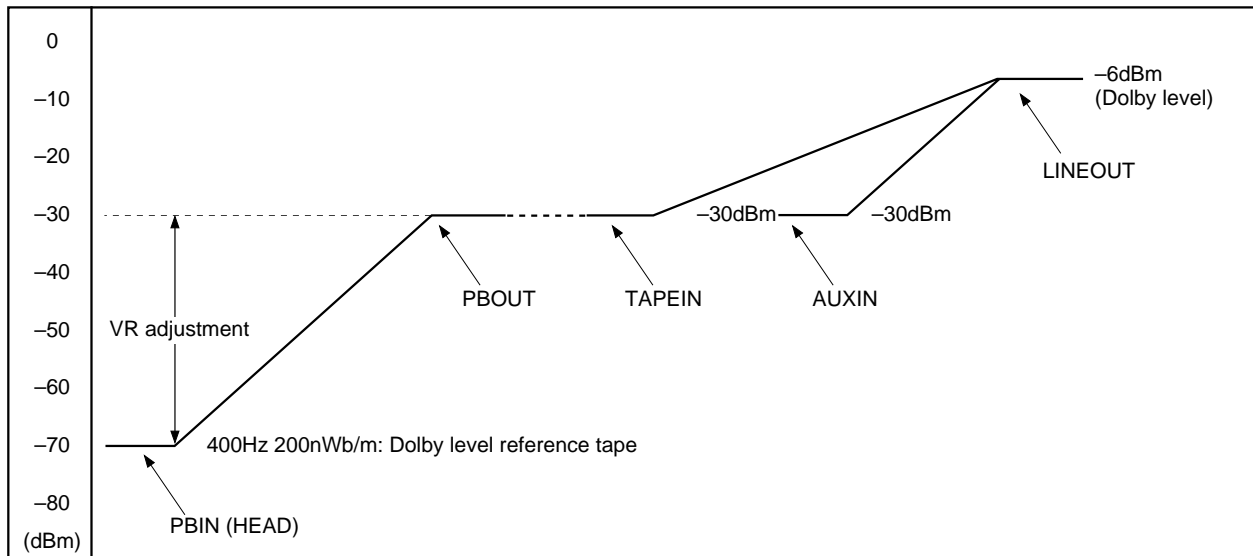 0
–10
–20
–30
–40
–50
–60
–70
–80
(dBm)
–6dBm
(Dolby level)
LINEOUT
–30dBm
–30dBm
PBOUT
TAPEIN
AUXIN
VR adjustment
400Hz 200nWb/m: Dolby level reference tape
PBIN (HEAD)